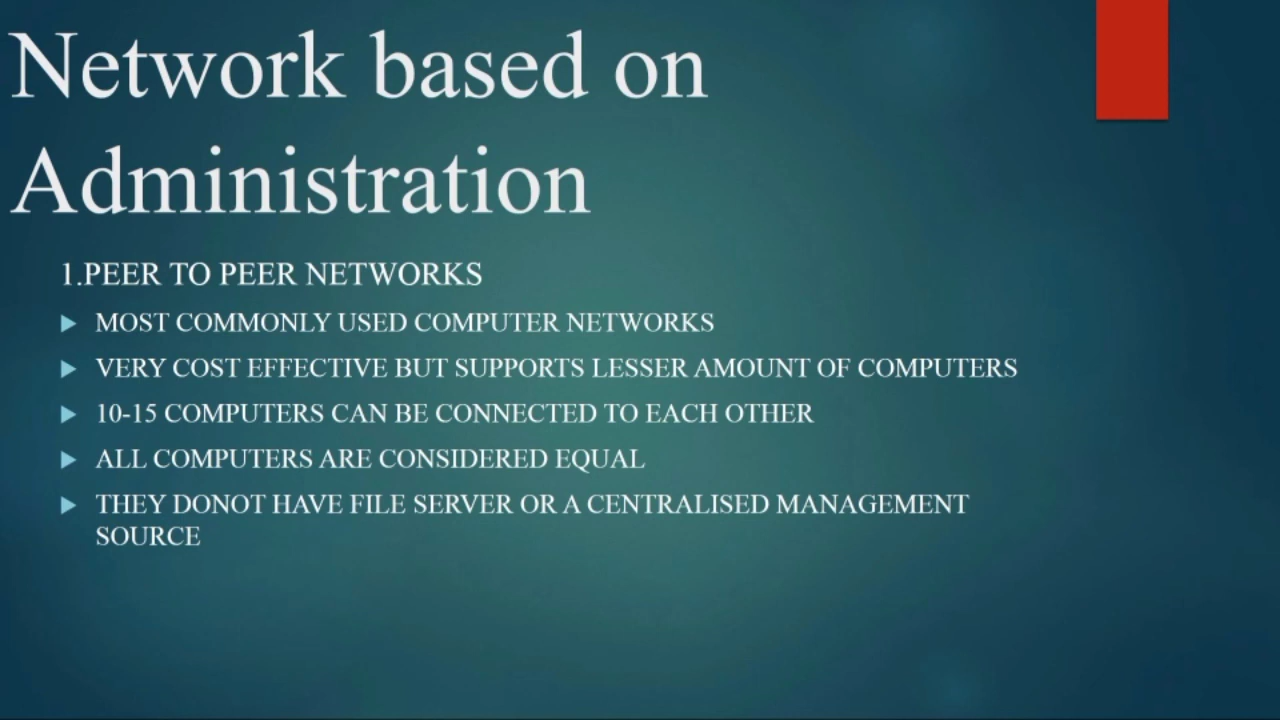 Network based on
Administration
1.PEER TO PEER NETWORKS
MOST COMMONLY USED COMPUTER NETWORKS
VERY COST EFFECTIVE BUT SUPPORTS LESSER AMOUNT OF COMPUTERS
10-15 COMPUTERS CAN BE CONNECTED TO EACH OTHER
ALL COMPUTERS ARE CONSIDERED EQUAL
THEY DONOT HAVE FILE SERVER OR A CENTRALISED MANAGEMENT
SOURCE